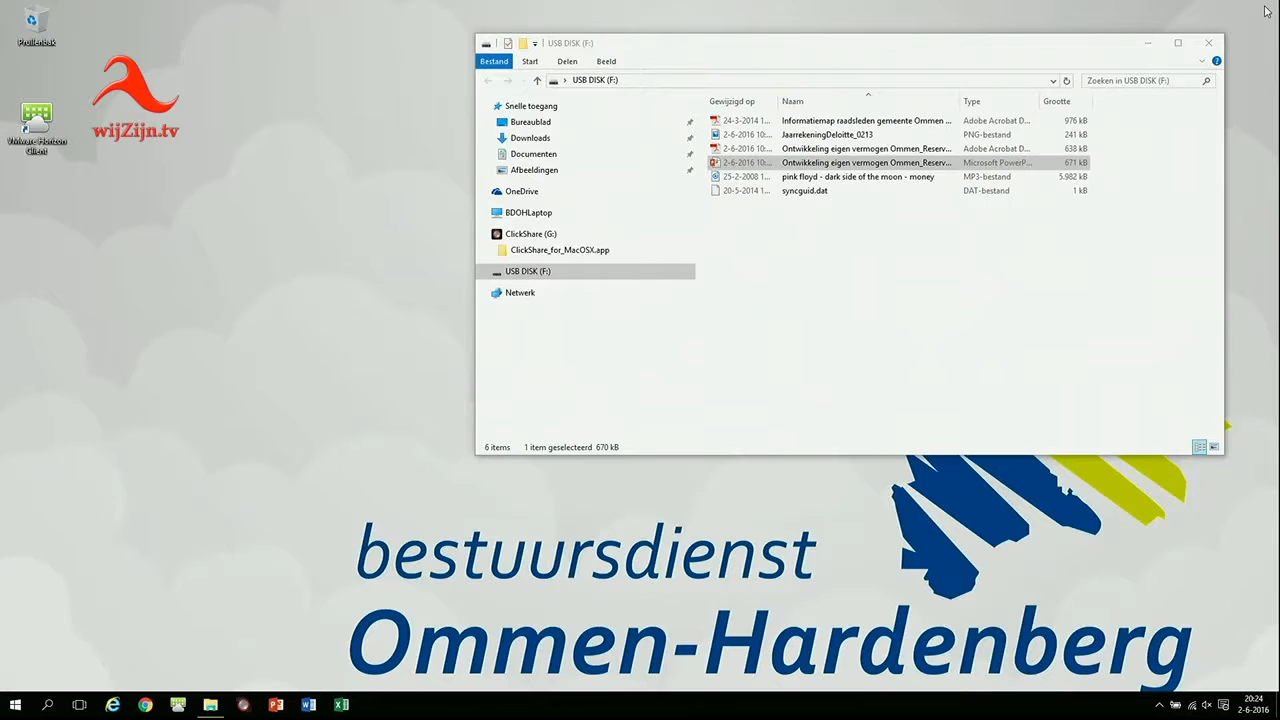 Prullenbak
VMware Horizon
Client
wijZijn.tv
USB DISK (F:)
Bestand Start Delen Beeld
USB DISK (F:)
Zoeken in USB DISK (F:)
Snelle toegang
Bureaublad
Downloads
Documenten
Afbeeldingen
OneDrive
BDOHLaptop
ClickShare (G:)
ClickShare_for_MacOSX.app
USB DISK (F:)
Netwerk
Gewijzigd op Naam Type Grootte
24-3-2014 1... Informatiemap raadsleden gemeente Ommen ... Adobe Acrobat D... 976 kB
2-6-2016 10:... JaarrekeningDeloitte_0213 PNG-bestand 241 kB
2-6-2016 10:... Ontwikkeling eigen vermogen Ommen_Reserv... Adobe Acrobat D... 638 kB
2-6-2016 10:... Ontwikkeling eigen vermogen Ommen_Reserv... Microsoft PowerP... 671 kB
25-2-2008 1... pink floyd - dark side of the moon - money MP3-bestand 5.982 kB
20-5-2014 1... syncguid.dat DAT-bestand 1 kB
6 items 1 item geselecteerd 670 kB
bestuursdienst
Ommen-Hardenberg
20:24
2-6-2016